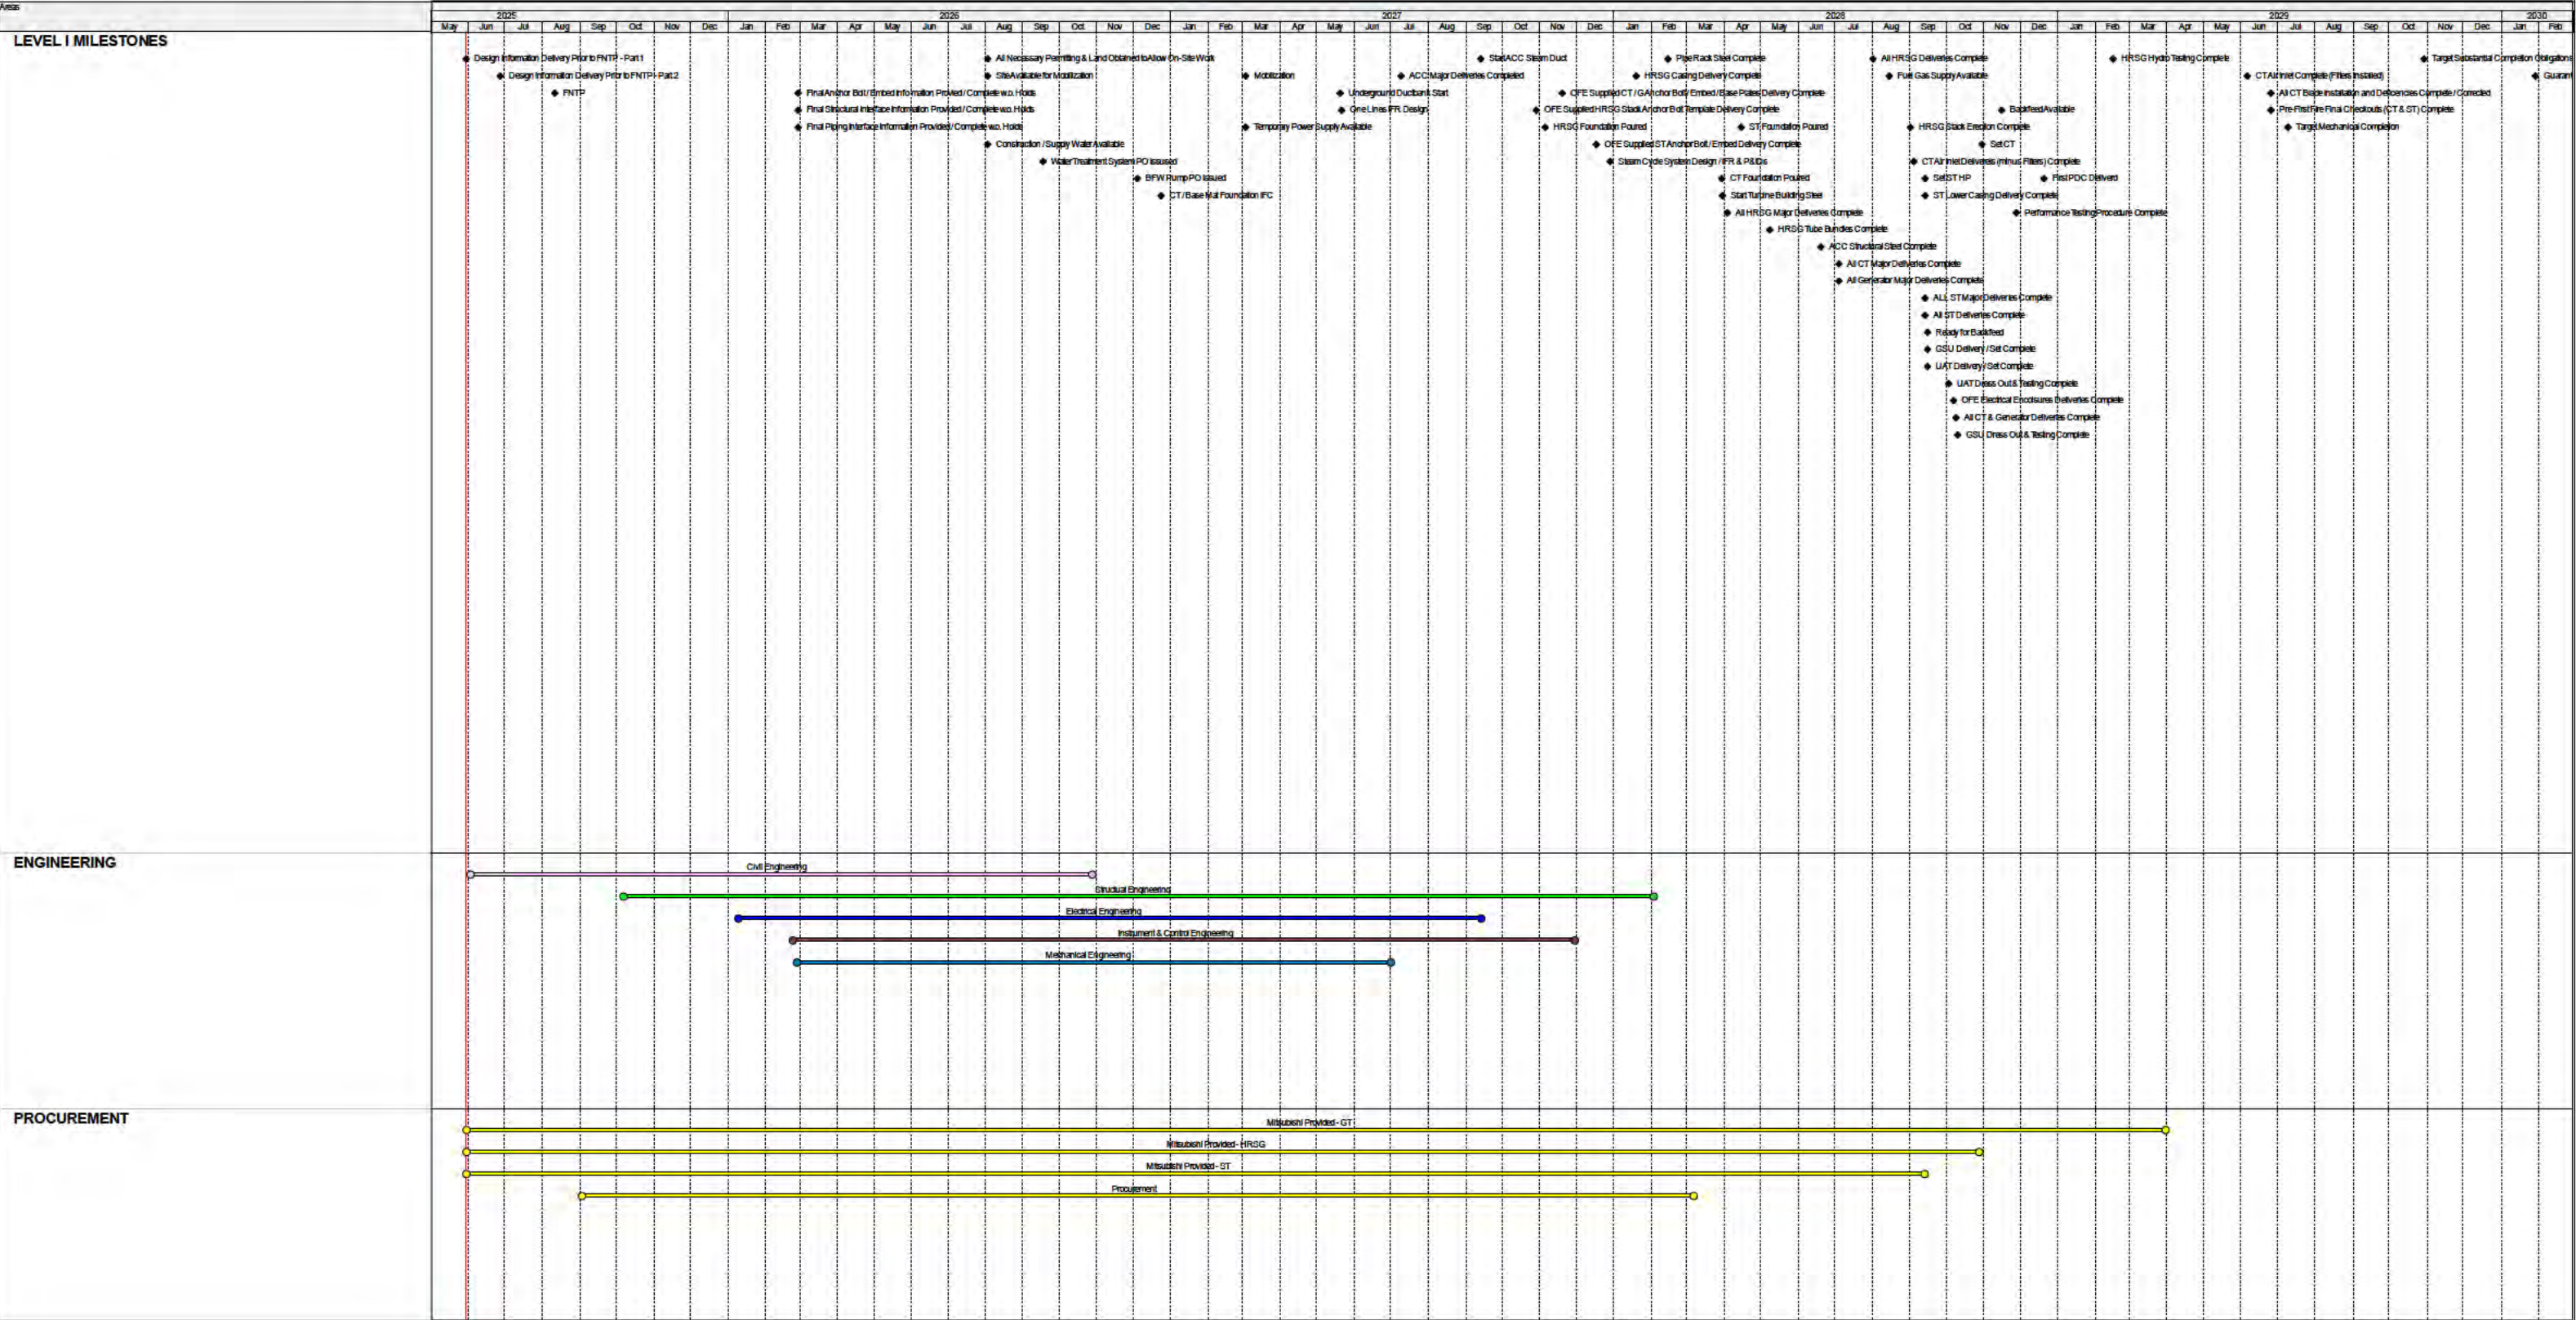 Areas
2025 2026 2027 2028 2029 2030
May Jun Jul Aug Sep Oct Nov Dec Jan Feb Mar Apr May Jun Jul Aug Sep Oct Nov Dec Jan Feb Mar Apr May Jun Jul Aug Sep Oct Nov Dec Jan Feb Mar Apr May Jun Jul Aug Sep Oct Nov Dec Jan Feb Mar Apr May Jun Jul Aug Sep Oct Nov Dec Jan Feb
LEVEL I MILESTONES
Design Information Delivery Prior to FNTP - Part 1
All Necessary Permitting & Land Obtained to Allow On-Site Work
Start ACC Steam Duct
Pipe Rack Steel Complete
All HRSG Deliveries Complete
HRSG Hydro Testing Complete
Target Substantial Completion Obligations
Design Information Delivery Prior to FNTP - Part 2
Site Available for Mobilization
Mobilization
ACC Major Deliveries Completed
HRSG Casing Delivery Complete
Fuel Gas Supply Available
CT Air Inlet Complete (Filters Installed)
Guaran
FNTP
Final Anchor Bolt / Embed Information Provied / Complete w.o. Holds
Underground Ductbank Start
OFE Supplied CT / G Anchor Bolt / Embed / Base Plates Delivery Complete
All CT Blade Installation and Deficiencies Complete / Corrected
Final Structural Interface Information Provided / Complete w.o. Holds
One Lines IFR Design
OFE Supplied HRSG Stack Anchor Bolt Template Delivery Complete
Backfeed Available
Pre-First Fire Final Checkouts (CT & ST) Complete
Final Piping Interface Information Provided / Complete w.o. Holds
Temporary Power Supply Available
HRSG Foundation Poured
ST Foundation Poured
HRSG Stack Erection Complete
Target Mechanical Completion
Construction / Supply Water Available
OFE Supplied ST Anchor Bolt / Embed Delivery Complete
Set CT
Water Treatment System PO Isssused
Steam Cycle System Design / IFR & P&IDs
CT Air Inlet Deliveries (minus Filters) Complete
BFW Pump PO Issued
CT Foundation Poured
Set ST HP
First PDC Deliverd
CT / Base Mat Foundation IFC
Start Turbine Building Steel
ST Lower Casing Delivery Complete
All HRSG Major Deliveries Complete
Performance Testing Procedure Complete
HRSG Tube Bundles Complete
ACC Structural Steel Complete
All CT Major Deliveries Complete
All Generator Major Deliveries Complete
ALL ST Major Deliveries Complete
All ST Deliveries Complete
Ready for Backfeed
GSU Delivery / Set Complete
UAT Delivery / Set Complete
UAT Dress Out & Testing Complete
OFE Electrical Enclosures Deliveries Complete
All CT & Generator Deliveries Complete
GSU Dress Out & Testing Complete
ENGINEERING
Civil Engineering
Structual Engineering
Electrical Engineering
Instrument & Control Engineering
Mechanical Engineering
PROCUREMENT
Mitsubishi Provided - GT
Mitsubishi Provided - HRSG
Mitsubishi Provided - ST
Procurement